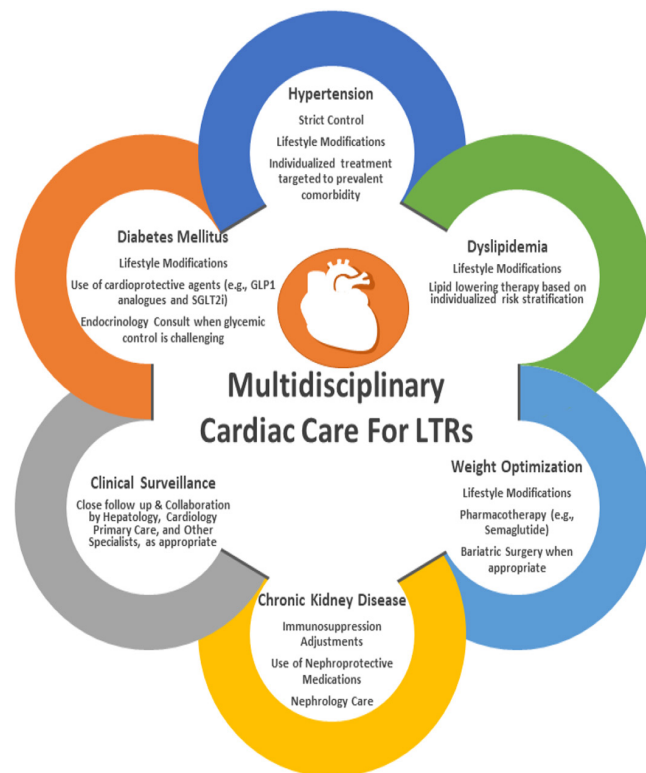 Hypertension
Strict Control
Lifestyle Modifications
Individualized treatment
targeted to prevalent
comorbidity
Diabetes Mellitus
Lifestyle Modifications
Use of cardioprotective agents (e.g., GLP1
analogues and SGLT2i)
Endocrinology Consult when glycemic
control is challenging
Dyslipidemia
Lifestyle Modifications
Lipid lowering therapy based on
individualized risk stratification
Multidisciplinary
Cardiac Care For LTRs
Clinical Surveillance
Close follow up & Collaboration
by Hepatology, Cardiology
Primary Care, and Other
Specialists, as appropriate
Weight Optimization
Lifestyle Modifications
Pharmacotherapy (e.g.,
Semaglutide)
Bariatric Surgery when
appropriate
Chronic Kidney Disease
Immunosuppression
Adjustments
Use of Nephroprotective
Medications
Nephrology Care